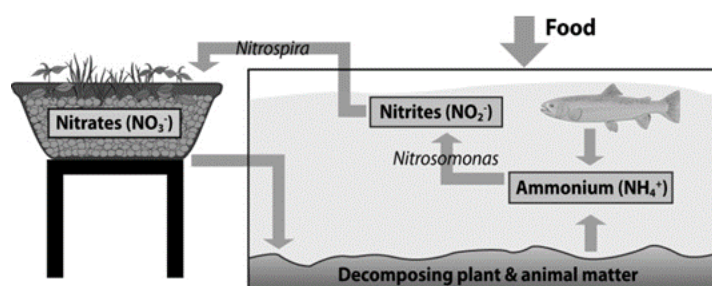 Food
Nitrospira
Nitrates (NO₃⁻)
Nitrites (NO₂⁻)
Nitrosomonas
Ammonium (NH₄⁺)
Decomposing plant & animal matter